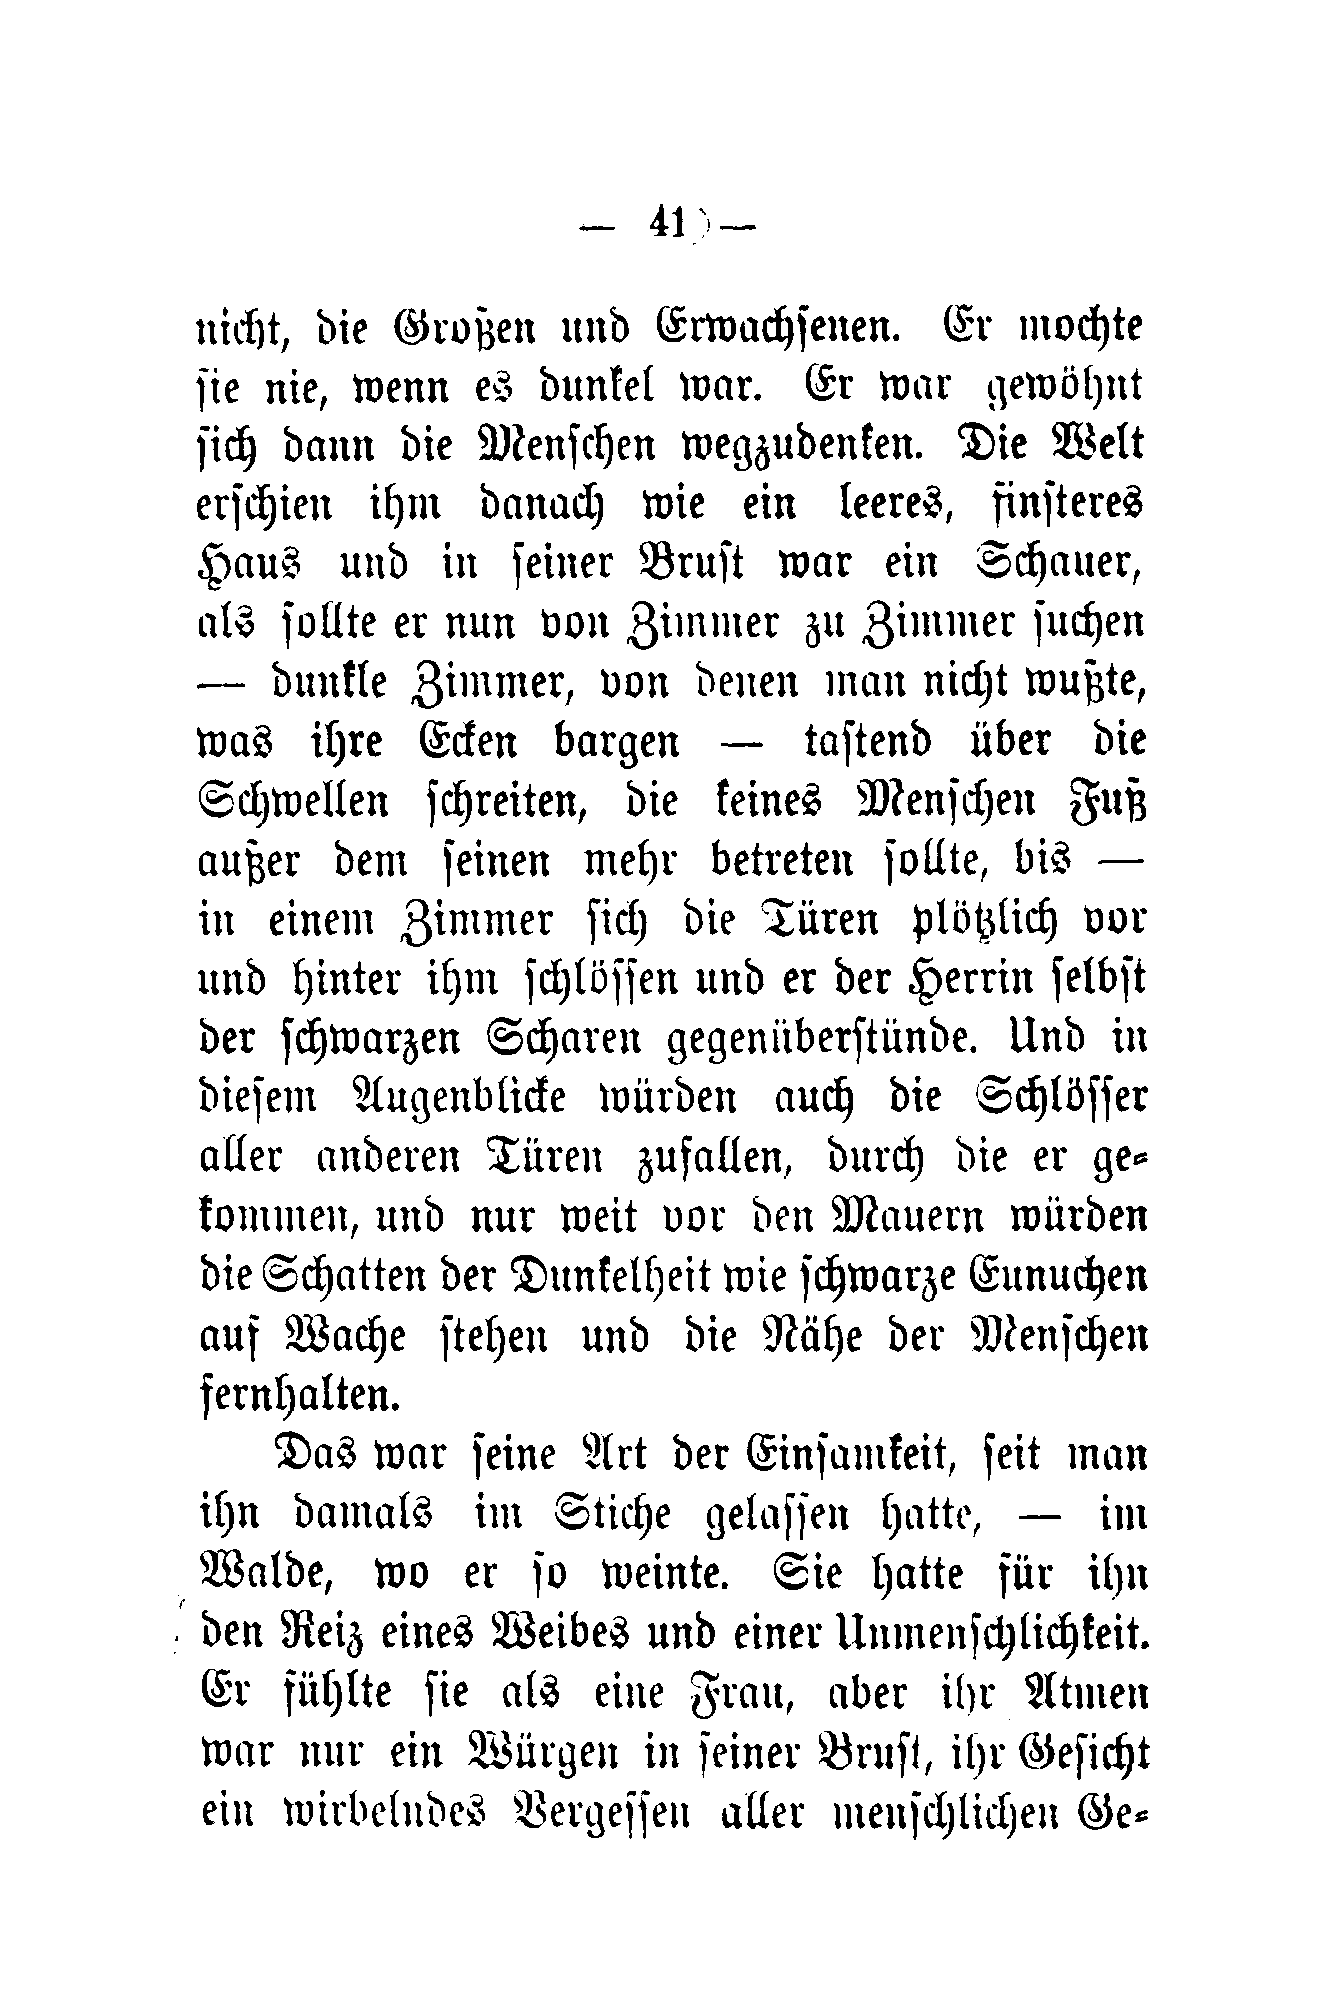 — 41 —
nicht, die Großen und Erwachsenen. Er mochte
sie nie, wenn es dunkel war. Er war gewöhnt
sich dann die Menschen wegzudenken. Die Welt
erschien ihm danach wie ein leeres, finsteres
Haus und in seiner Brust war ein Schauer,
als sollte er nun von Zimmer zu Zimmer suchen
— dunkle Zimmer, von denen man nicht wußte,
was ihre Ecken bargen — tastend über die
Schwellen schreiten, die keines Menschen Fuß
außer dem seinen mehr betreten sollte, bis —
in einem Zimmer sich die Türen plötzlich vor
und hinter ihm schlössen und er der Herrin selbst
der schwarzen Scharen gegenüberstünde. Und in
diesem Augenblicke würden auch die Schlösser
aller anderen Türen zufallen, durch die er ge-
kommen, und nur weit vor den Mauern würden
die Schatten der Dunkelheit wie schwarze Eunuchen
auf Wache stehen und die Nähe der Menschen
fernhalten.
Das war seine Art der Einsamkeit, seit man
ihn damals im Stiche gelassen hatte, — im
Walde, wo er so weinte. Sie hatte für ihn
den Reiz eines Weibes und einer Unmenschlichkeit.
Er fühlte sie als eine Frau, aber ihr Atmen
war nur ein Würgen in seiner Brust, ihr Gesicht
ein wirbelndes Vergessen aller menschlichen Ge-